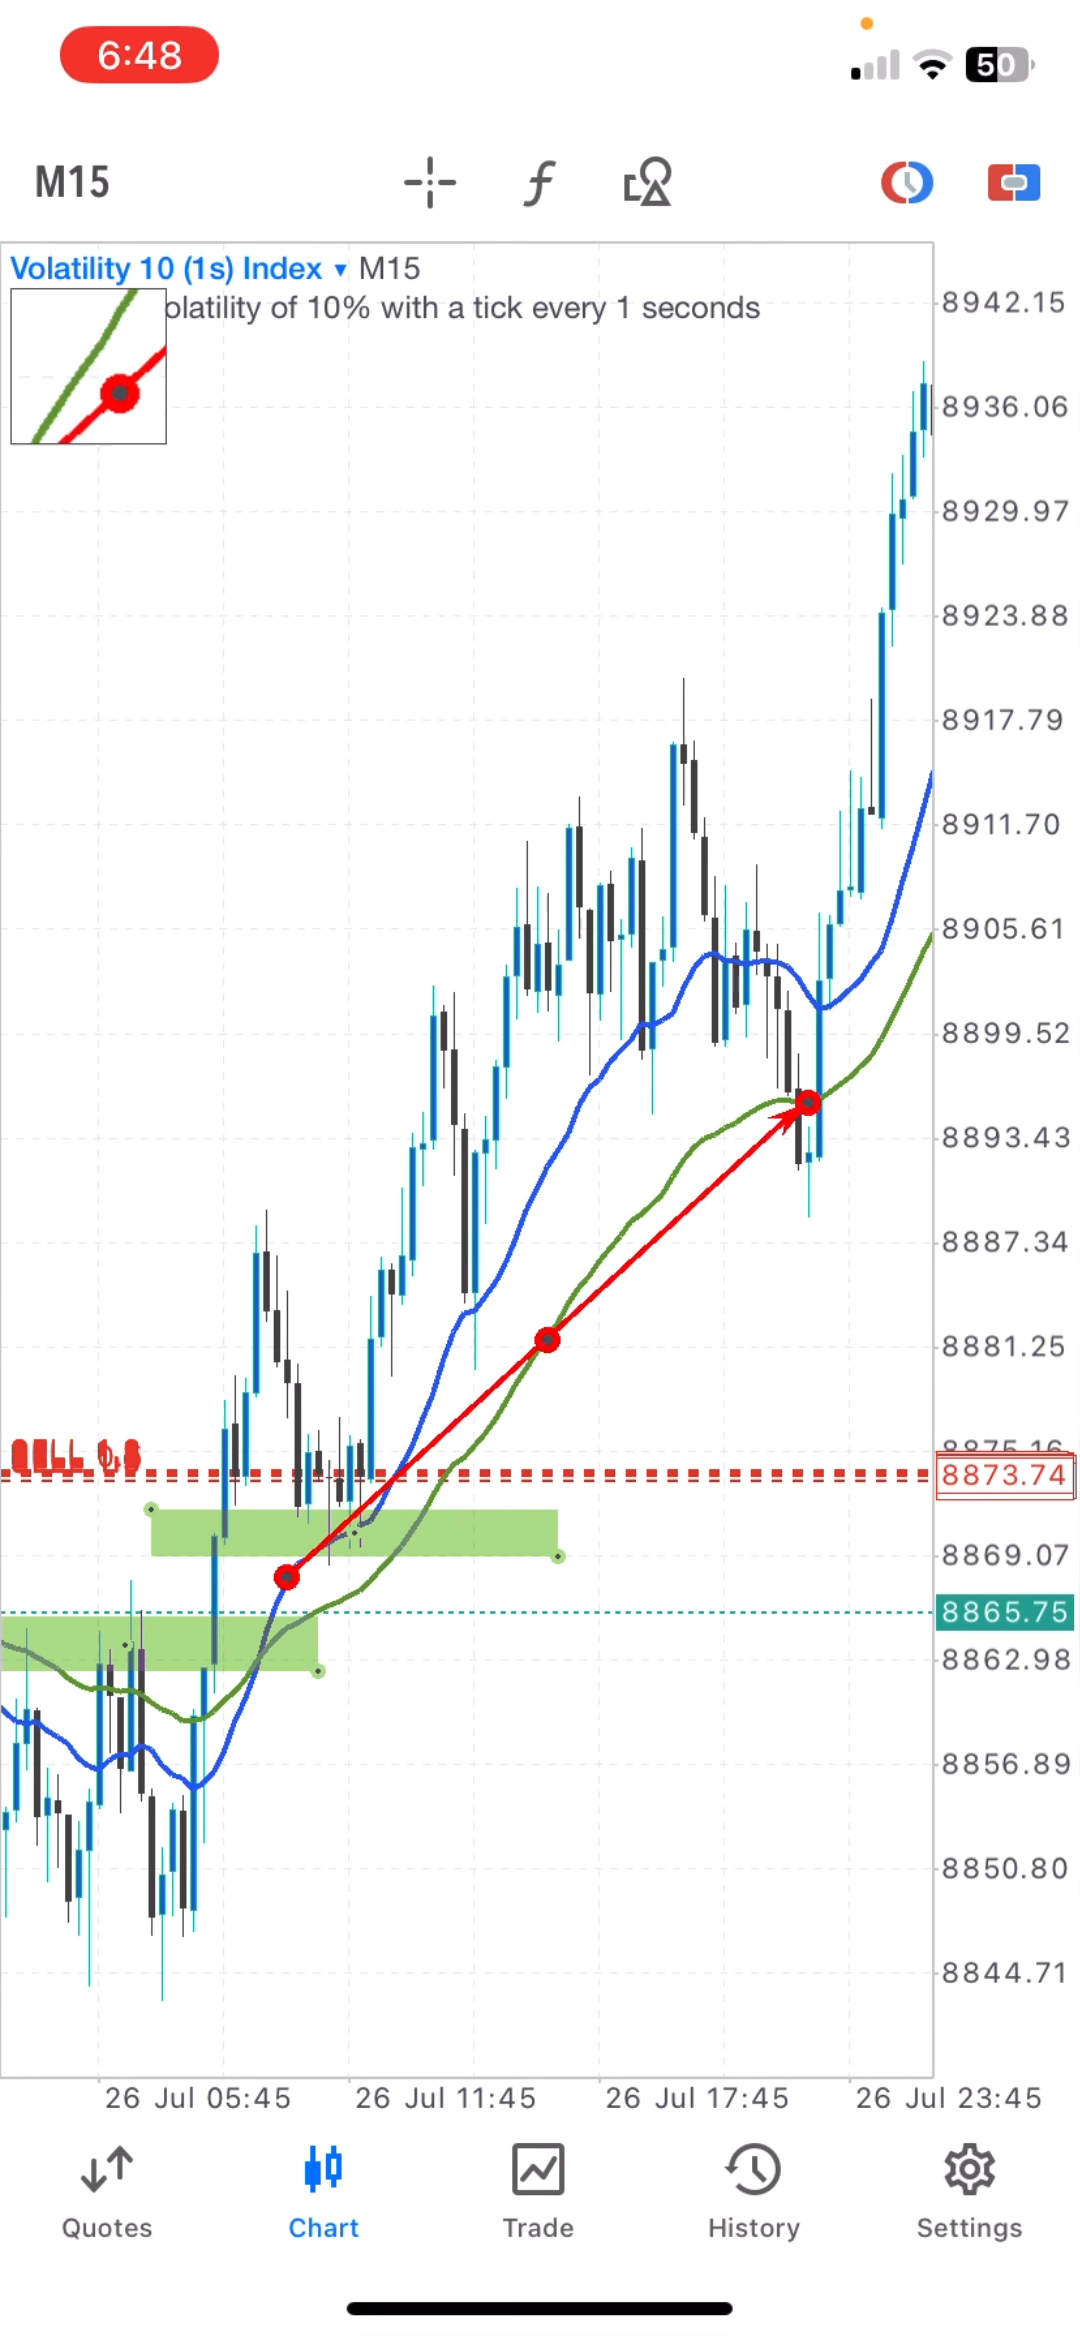 6:48
50
M15
Volatility 10 (1s) Index ▾ M15
olatility of 10% with a tick every 1 seconds
8942.15
8936.06
8929.97
8923.88
8917.79
8911.70
8905.61
8899.52
8893.43
8887.34
8881.25
8873.74
8869.07
8865.75
8862.98
8856.89
8850.80
8844.71
26 Jul 05:45
26 Jul 11:45
26 Jul 17:45
26 Jul 23:45
Quotes
Chart
Trade
History
Settings